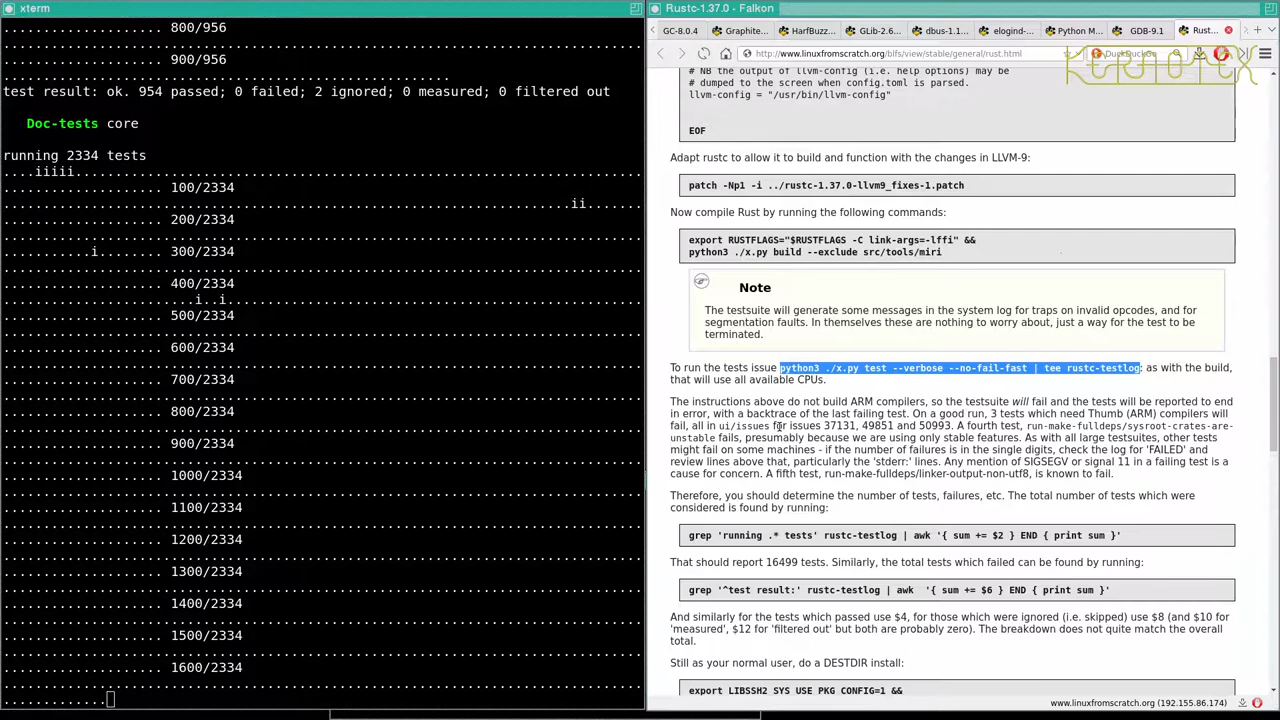 xterm
800/956
900/956
test result: ok. 954 passed; 0 failed; 2 ignored; 0 measured; 0 filtered out
Doc-tests core
running 2334 tests
....iiiii
.................... 100/2334
ii
.................... 200/2334
.................... 300/2334
i
.................... 400/2334
i i
.................... 500/2334
.................... 600/2334
.................... 700/2334
.................... 800/2334
.................... 900/2334
.................... 1000/2334
.................... 1100/2334
.................... 1200/2334
.................... 1300/2334
.................... 1400/2334
.................... 1500/2334
.................... 1600/2334
Rustc-1.37.0 - Falkon
GC-8.0.4
Graphite...
HarfBuzz...
GLib-2.6...
dbus-1.1...
elogind-...
Python M...
GDB-9.1
Rust...
http://www.linuxfromscratch.org/blfs/view/stable/general/rust.html
DuckDuckGo
KERNOTEX
# NB the output of llvm-config (i.e. help options) may be
# dumped to the screen when config.toml is parsed.
llvm-config = "/usr/bin/llvm-config"
EOF
Adapt rustc to allow it to build and function with the changes in LLVM-9:
patch -Np1 -i ../rustc-1.37.0-llvm9_fixes-1.patch
Now compile Rust by running the following commands:
export RUSTFLAGS="$RUSTFLAGS -C link-args=-lffi" &&
python3 ./x.py build --exclude src/tools/miri
Note
The testsuite will generate some messages in the system log for traps on invalid opcodes, and for
segmentation faults. In themselves these are nothing to worry about, just a way for the test to be
terminated.
To run the tests issue python3 ./x.py test --verbose --no-fail-fast | tee rustc-testlog: as with the build,
that will use all available CPUs.
The instructions above do not build ARM compilers, so the testsuite will fail and the tests will be reported to end
in error, with a backtrace of the last failing test. On a good run, 3 tests which need Thumb (ARM) compilers will
fail, all in ui/issues for issues 37131, 49851 and 50993. A fourth test, run-make-fulldeps/sysroot-crates-are-
unstable fails, presumably because we are using only stable features. As with all large testsuites, other tests
might fail on some machines - if the number of failures is in the single digits, check the log for 'FAILED' and
review lines above that, particularly the 'stderr:' lines. Any mention of SIGSEGV or signal 11 in a failing test is a
cause for concern. A fifth test, run-make-fulldeps/linker-output-non-utf8, is known to fail.
Therefore, you should determine the number of tests, failures, etc. The total number of tests which were
considered is found by running:
grep 'running .* tests' rustc-testlog | awk '{ sum += $2 } END { print sum }'
That should report 16499 tests. Similarly, the total tests which failed can be found by running:
grep '^test result:' rustc-testlog | awk '{ sum += $6 } END { print sum }'
And similarly for the tests which passed use $4, for those which were ignored (i.e. skipped) use $8 (and $10 for
'measured', $12 for 'filtered out' but both are probably zero). The breakdown does not quite match the overall
total.
Still as your normal user, do a DESTDIR install:
export LIBSSH2_SYS_USE_PKG_CONFIG=1 &&
www.linuxfromscratch.org (192.155.86.174)